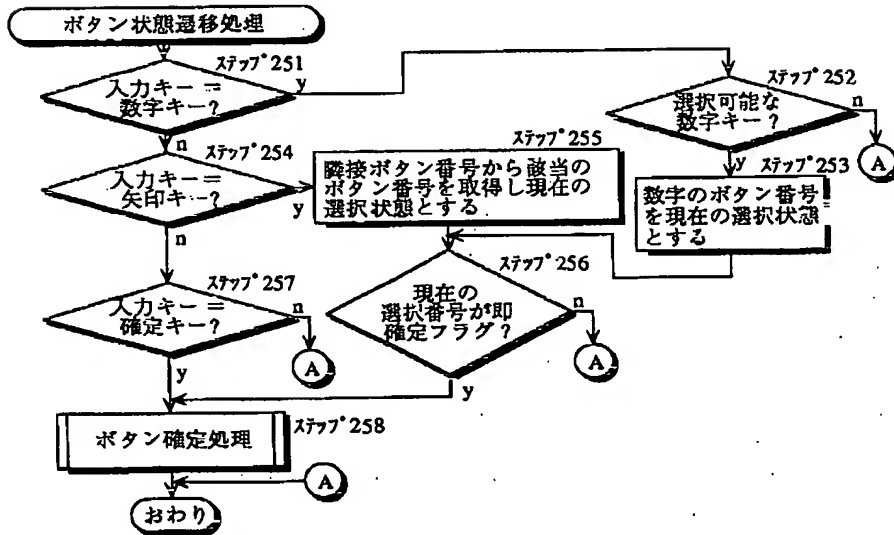 ボタン状態遷移処理
ステップ251
入力キー=
数字キー?
y
n
ステップ252
選択可能な
数字キー?
n
A
y
ステップ253
数字のボタン番号
を現在の選択状態
とする
ステップ254
入力キー=
矢印キー?
y
n
ステップ255
隣接ボタン番号から該当の
ボタン番号を取得し現在の
選択状態とする
ステップ256
現在の
選択番号が即
確定フラグ?
n
A
y
ステップ257
入力キー=
確定キー?
n
A
y
ステップ258
ボタン確定処理
A
おわり